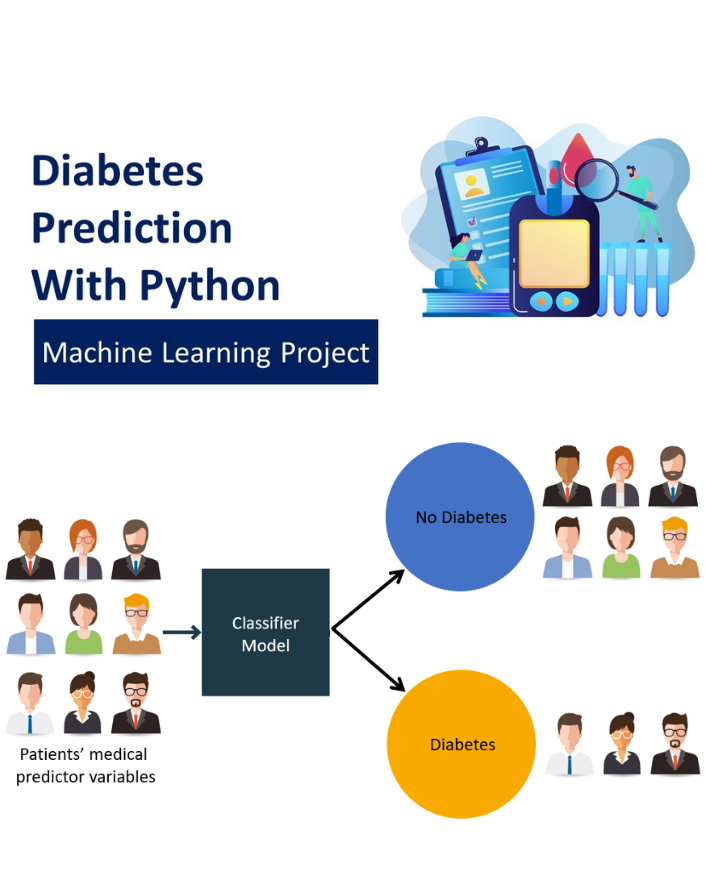 Diabetes
Prediction
With Python
Machine Learning Project
No Diabetes
Classifier
Model
Diabetes
Patients’ medical
predictor variables